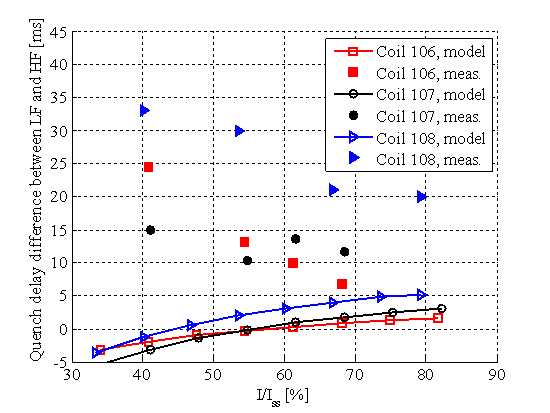 Quench delay difference between LF and HF [ms]
45
40
35
30
25
20
15
10
5
0
-5
30
40
50
60
70
80
90
I/I_ss [%]
Coil 106, model
Coil 106, meas.
Coil 107, model
Coil 107, meas.
Coil 108, model
Coil 108, meas.